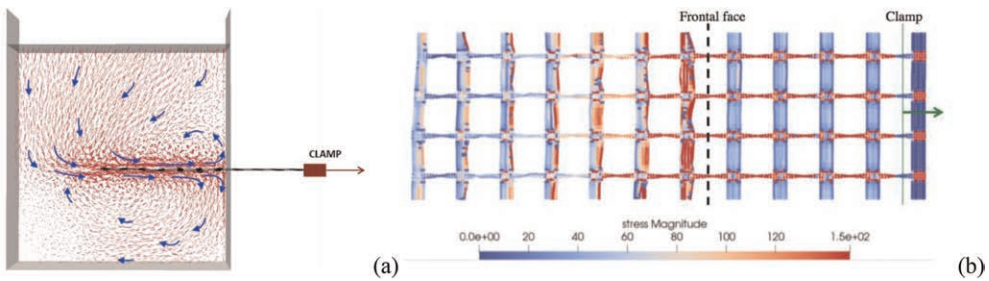 CLAMP
(a)
Frontal face
Clamp
stress Magnitude
0.0e+00 20 40 60 80 100 120 1.5e+02
(b)